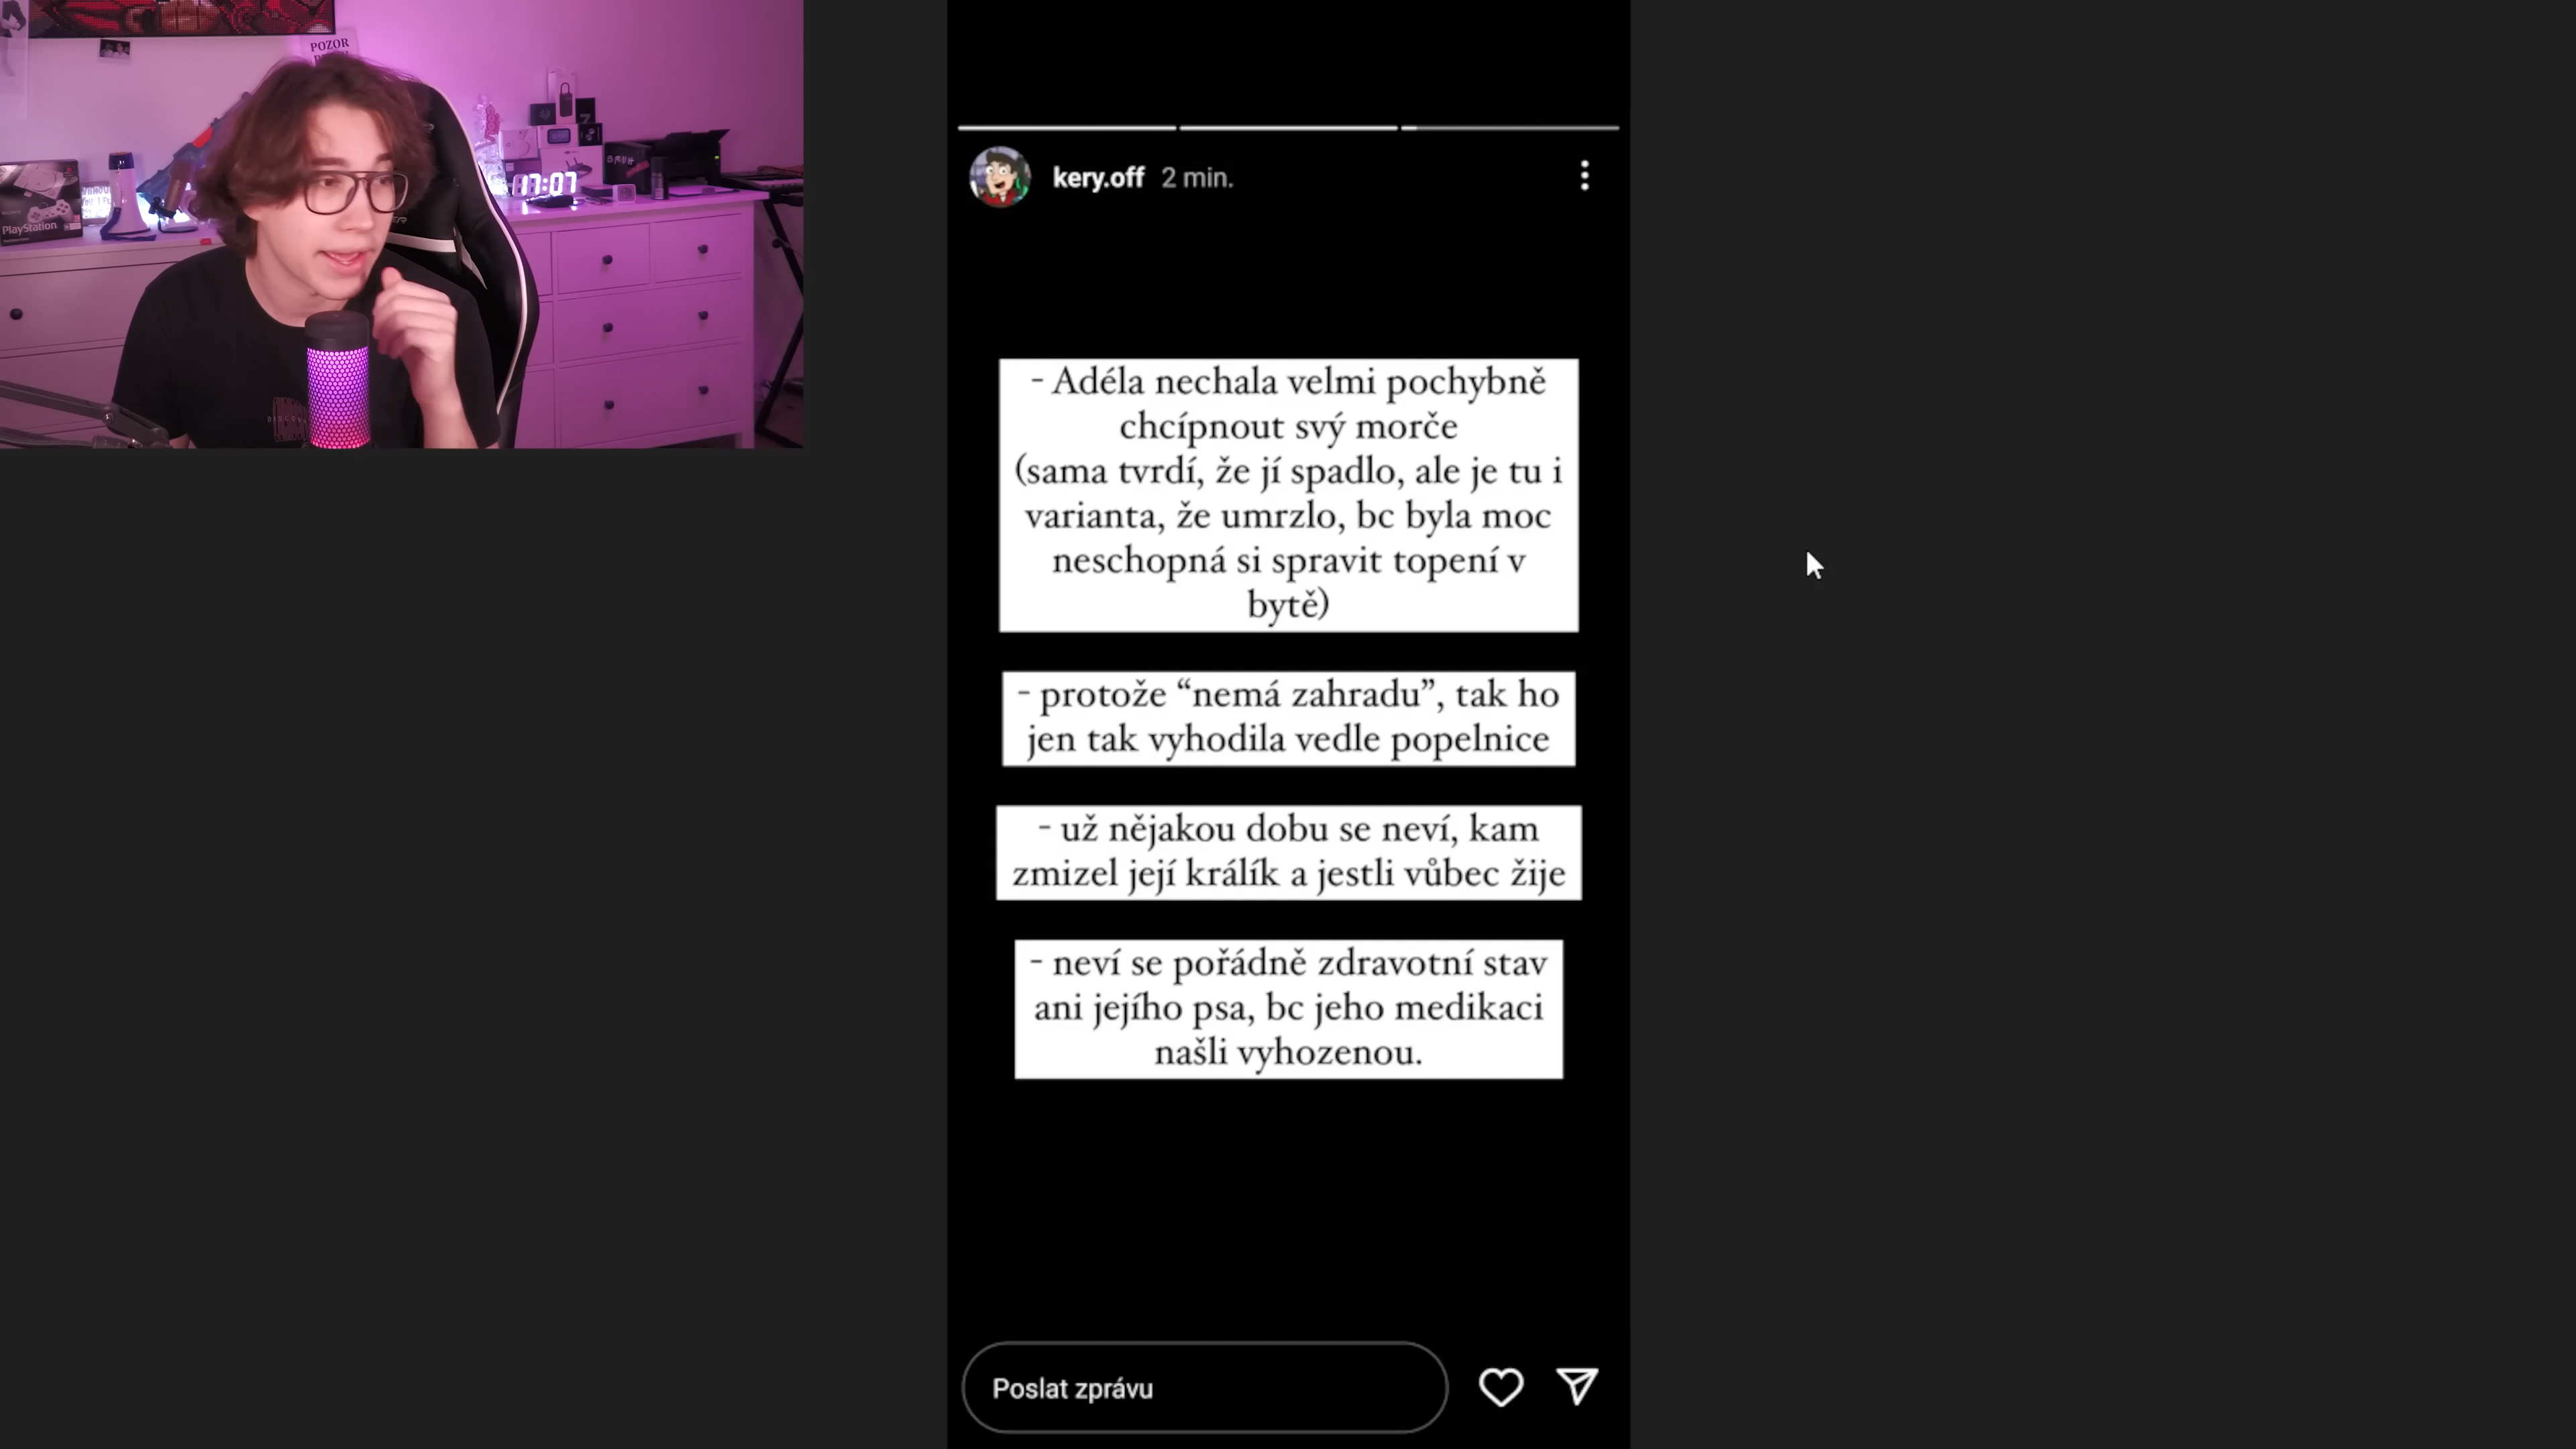 POZOR
17:07
PlayStation
kery.off 2 min.
- Adéla nechala velmi pochybně
chcípnout svý morče
(sama tvrdí, že jí spadlo, ale je tu i
varianta, že umrzlo, bc byla moc
neschopná si spravit topení v
bytě)
- protože “nemá zahradu”, tak ho
jen tak vyhodila vedle popelnice
- už nějakou dobu se neví, kam
zmizel její králík a jestli vůbec žije
- neví se pořádně zdravotní stav
ani jejího psa, bc jeho medikaci
našli vyhozenou.
Poslat zprávu